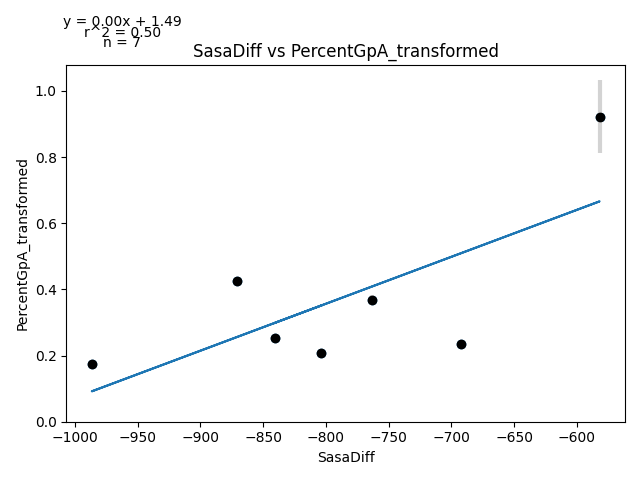 y = 0.00x + 1.49
r^2 = 0.50
n = 7
SasaDiff vs PercentGpA_transformed
PercentGpA_transformed
1.0
0.8
0.6
0.4
0.2
0.0
−1000 −950 −900 −850 −800 −750 −700 −650 −600
SasaDiff